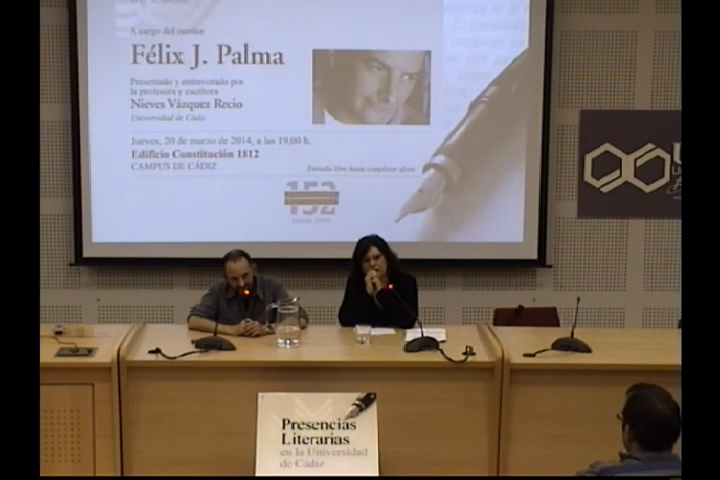 A cargo del escritor
Félix J. Palma
Presentado y entrevistado por
la profesora y escritora
Nieves Vázquez Recio
Universidad de Cádiz
Jueves, 20 de marzo de 2014, a las 19,00 h.
Edificio Constitución 1812
CAMPUS DE CÁDIZ
Entrada libre hasta completar aforo
152
Presencias
Literarias
en la Universidad
de Cádiz